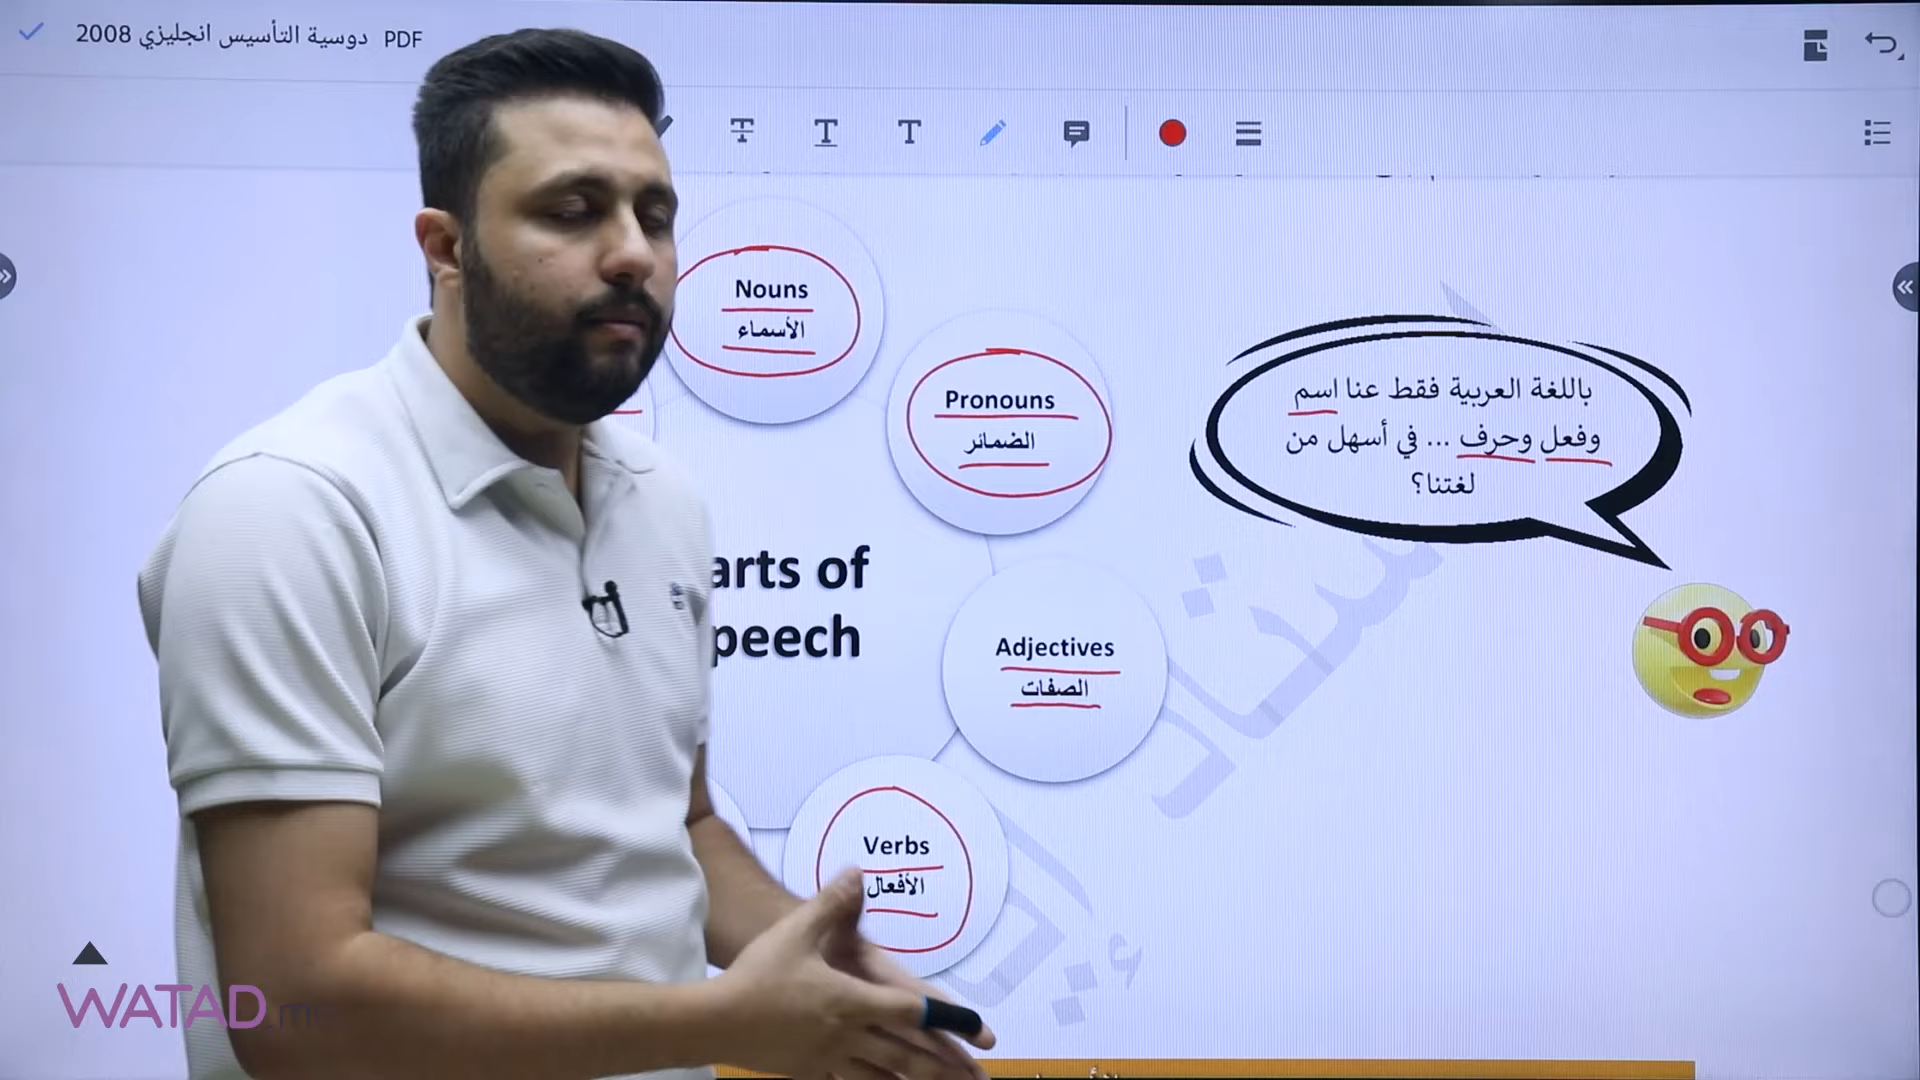 دوسية التأسيس انجليزي 2008 PDF
Nouns
الأسماء
Pronouns
الضمائر
باللغة العربية فقط عنا اسم
وفعل وحرف ... في أسهل من
لغتنا؟
arts of
peech
Adjectives
الصفات
Verbs
الأفعال
WATAD.me